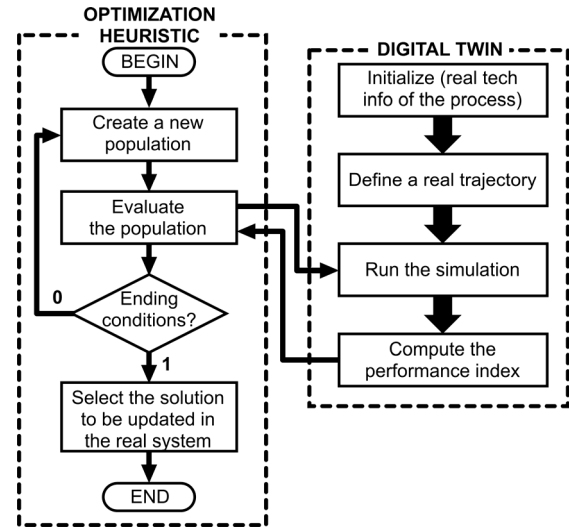 OPTIMIZATION
HEURISTIC
BEGIN
Create a new
population
Evaluate
the population
0
Ending
conditions?
1
Select the solution
to be updated in
the real system
END
DIGITAL TWIN
Initialize (real tech
info of the process)
Define a real trajectory
Run the simulation
Compute the
performance index